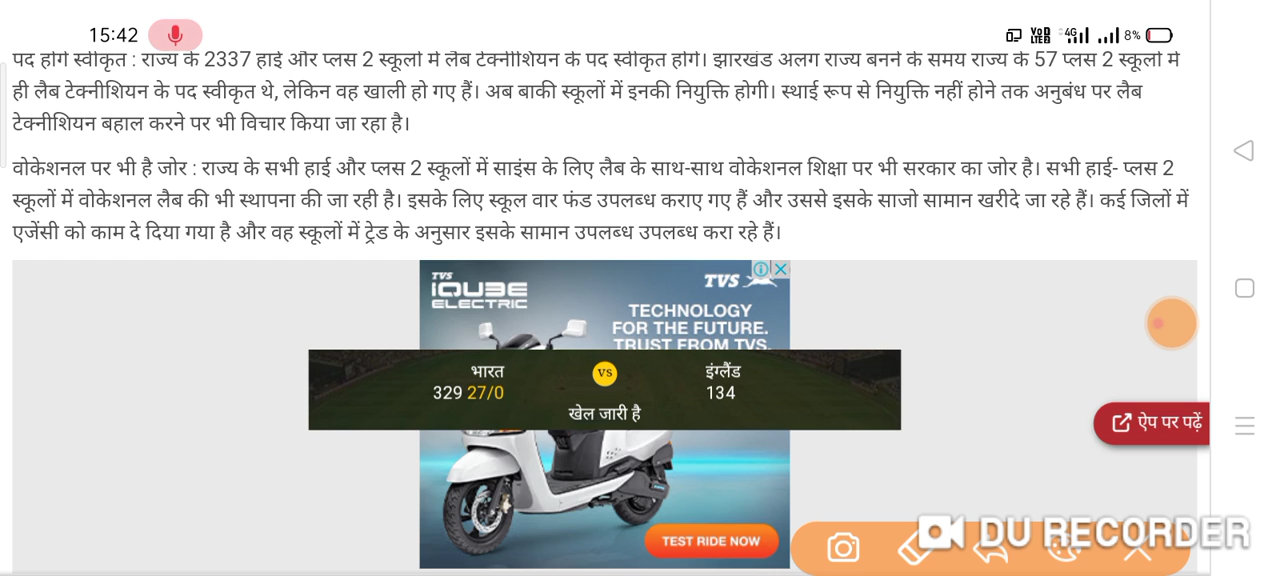 15:42
VoD LTE 4G 8%
पद होंगे स्वीकृत : राज्य के 2337 हाई और प्लस 2 स्कूलों में लैब टेक्नीशियन के पद स्वीकृत होंगे। झारखंड अलग राज्य बनने के समय राज्य के 57 प्लस 2 स्कूलों में
ही लैब टेक्नीशियन के पद स्वीकृत थे, लेकिन वह खाली हो गए हैं। अब बाकी स्कूलों में इनकी नियुक्ति होगी। स्थाई रूप से नियुक्ति नहीं होने तक अनुबंध पर लैब
टेक्नीशियन बहाल करने पर भी विचार किया जा रहा है।
वोकेशनल पर भी है जोर : राज्य के सभी हाई और प्लस 2 स्कूलों में साइंस के लिए लैब के साथ-साथ वोकेशनल शिक्षा पर भी सरकार का जोर है। सभी हाई- प्लस 2
स्कूलों में वोकेशनल लैब की भी स्थापना की जा रही है। इसके लिए स्कूल वार फंड उपलब्ध कराए गए हैं और उससे इसके साजो सामान खरीदे जा रहे हैं। कई जिलों में
एजेंसी को काम दे दिया गया है और वह स्कूलों में ट्रेड के अनुसार इसके सामान उपलब्ध उपलब्ध करा रहे हैं।
TVS
iQUBE
ELECTRIC
TVS
TECHNOLOGY
FOR THE FUTURE.
TRUST FROM TVS.
भारत vs इंग्लैंड
329 27/0 134
खेल जारी है
ऐप पर पढ़ें
TEST RIDE NOW
DU RECORDER